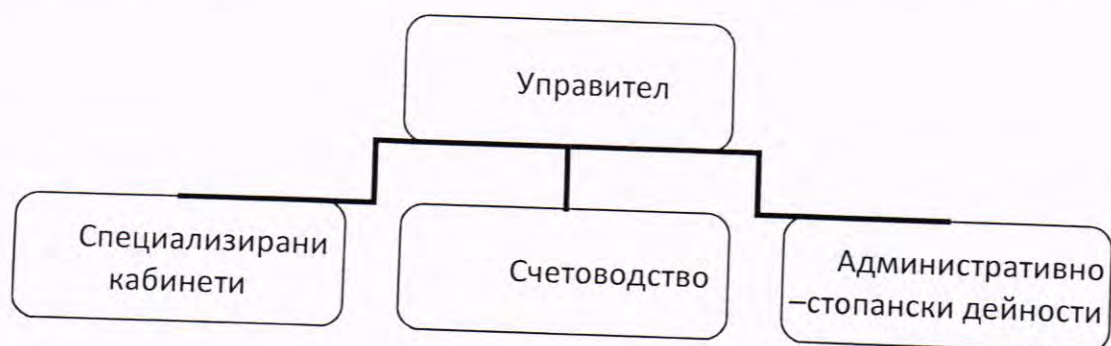 Управител
Специализирани
кабинети
Счетоводство
Административно
–стопански дейности